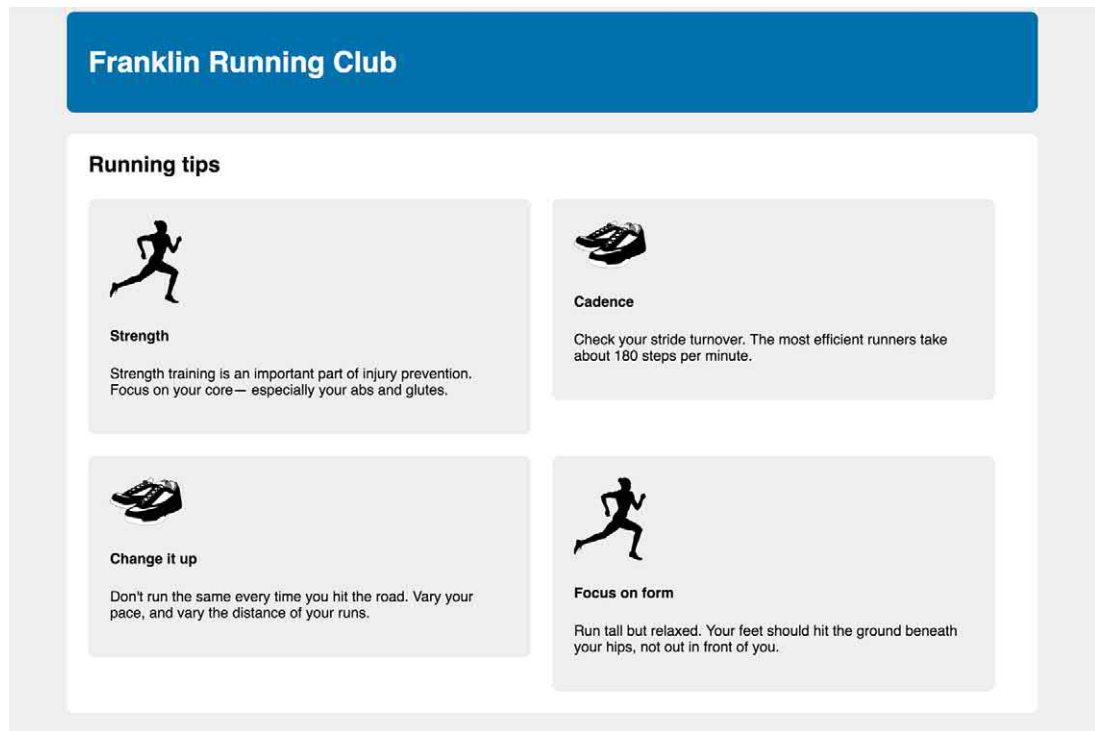 Franklin Running Club
Running tips
Strength
Strength training is an important part of injury prevention.
Focus on your core— especially your abs and glutes.
Cadence
Check your stride turnover. The most efficient runners take
about 180 steps per minute.
Change it up
Don't run the same every time you hit the road. Vary your
pace, and vary the distance of your runs.
Focus on form
Run tall but relaxed. Your feet should hit the ground beneath
your hips, not out in front of you.